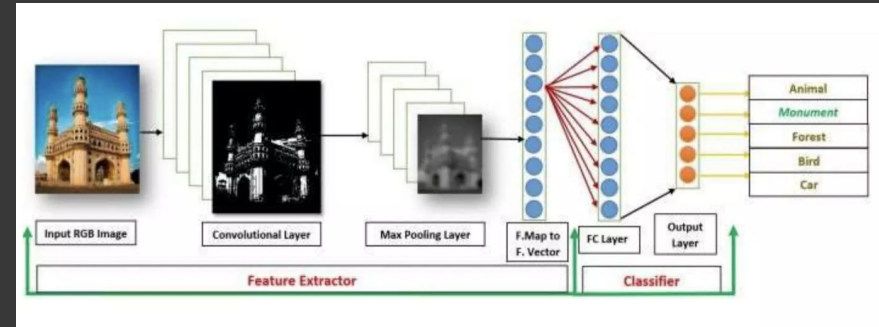 Animal
Monument
Forest
Bird
Car
Input RGB Image
Convolutional Layer
Max Pooling Layer
F.Map to
F. Vector
FC Layer
Output
Layer
Feature Extractor
Classifier